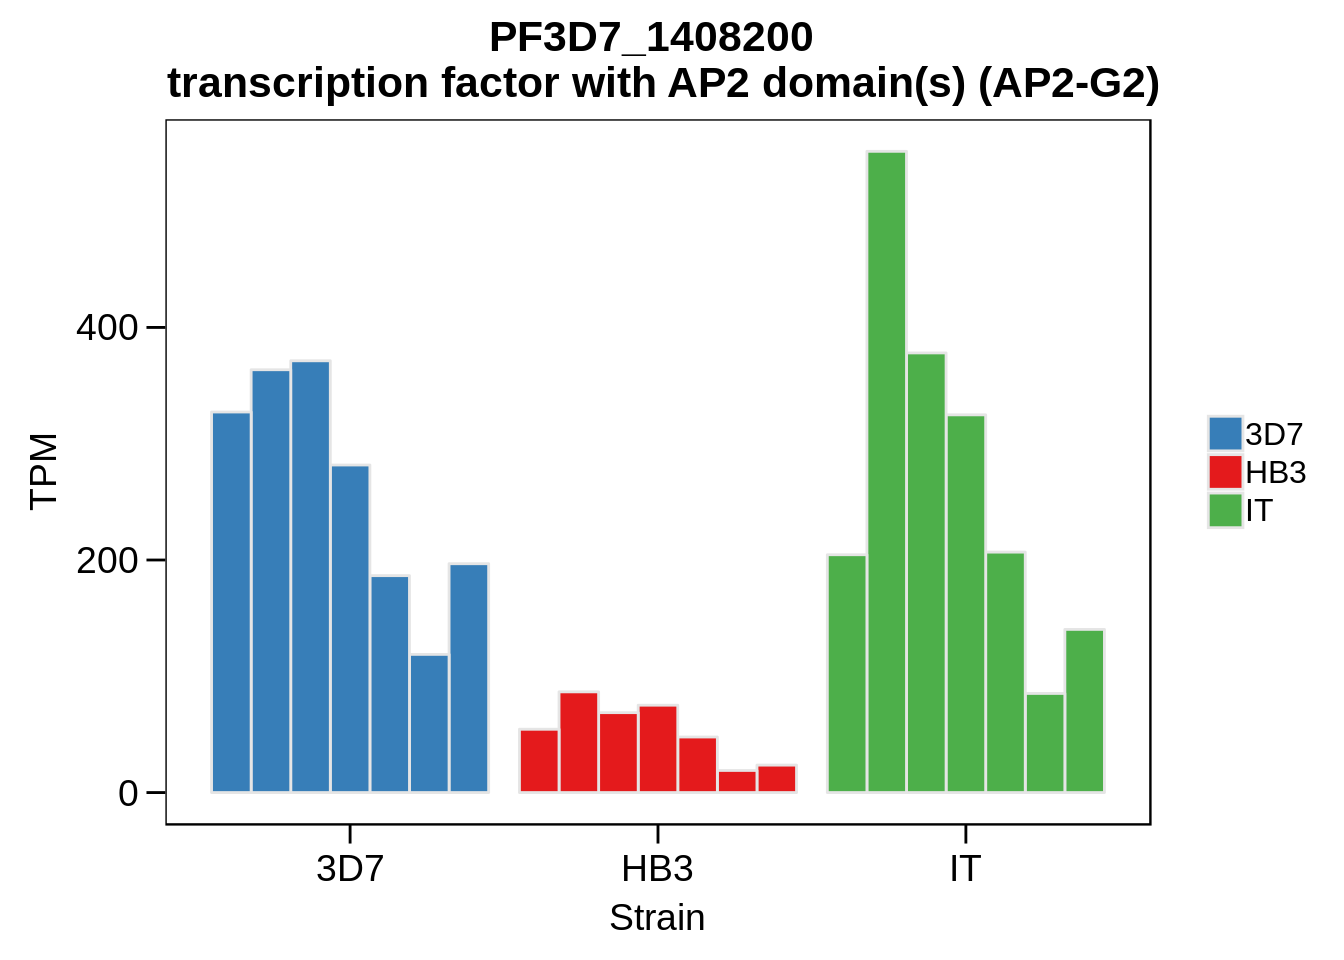 PF3D7_1408200
transcription factor with AP2 domain(s) (AP2-G2)
TPM
400
200
0
3D7
HB3
IT
Strain
3D7
HB3
IT